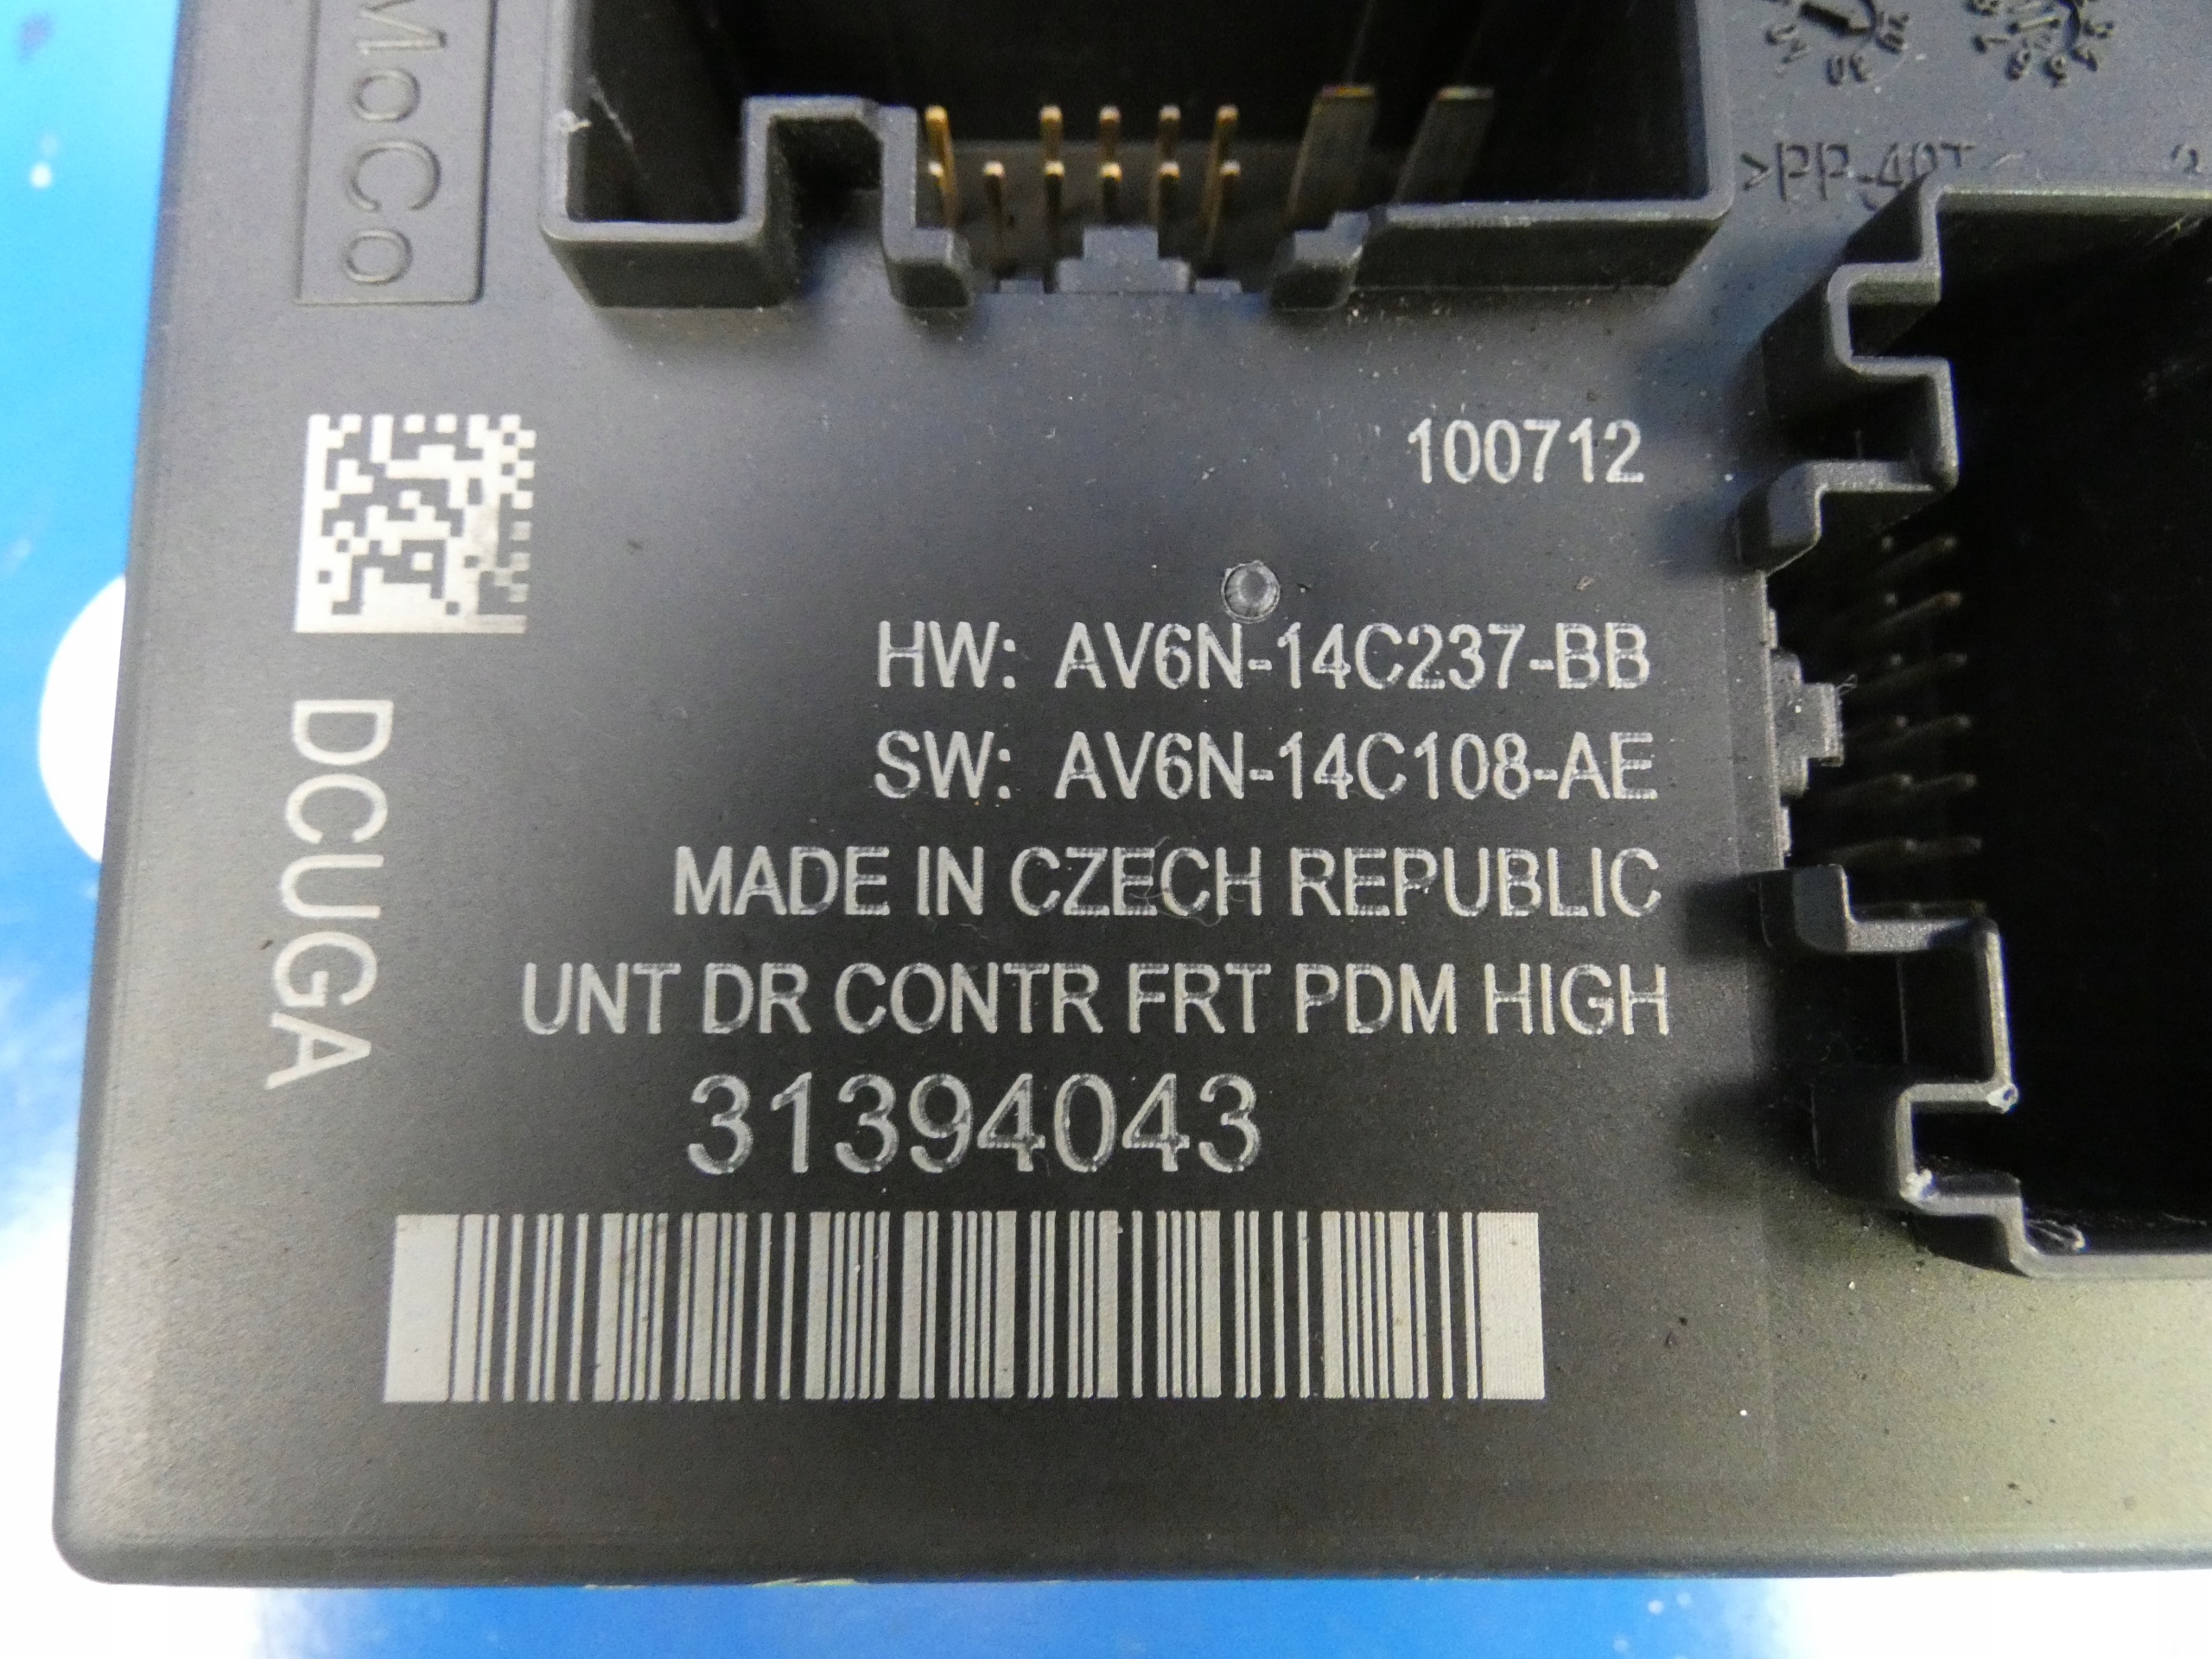 MoCo
100712
HW: AV6N-14C237-BB
SW: AV6N-14C108-AE
MADE IN CZECH REPUBLIC
UNT DR CONTR FRT PDM HIGH
31394043
DCUGA